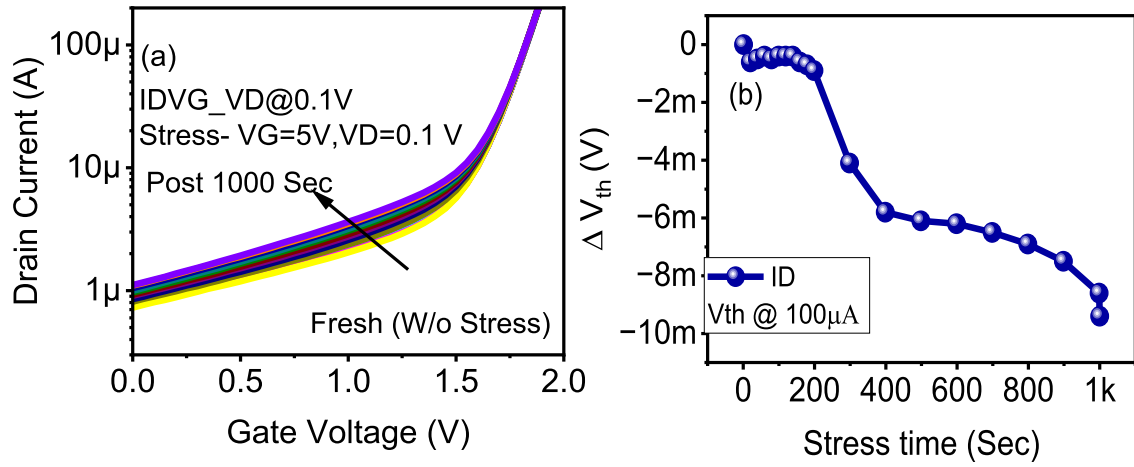 100µ
10µ
1µ
Drain Current (A)
(a)
IDVG_VD@0.1V
Stress- VG=5V,VD=0.1 V
Post 1000 Sec
Fresh (W/o Stress)
0.0 0.5 1.0 1.5 2.0
Gate Voltage (V)
0
−2m
−4m
−6m
−8m
−10m
Δ Vth (V)
(b)
ID
Vth @ 100µA
0 200 400 600 800 1k
Stress time (Sec)